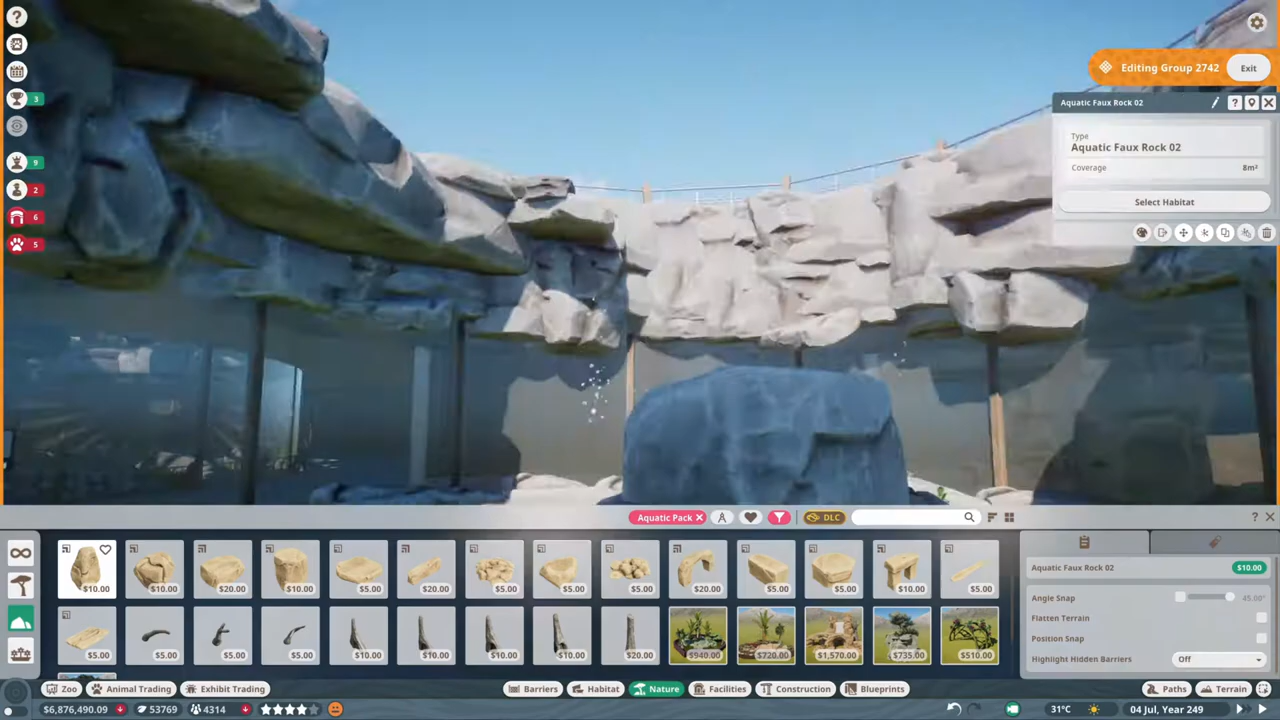 Editing Group 2742
Exit
Aquatic Faux Rock 02
?
Type
Aquatic Faux Rock 02
Coverage
8m²
Select Habitat
?
3
9
2
6
5
Aquatic Pack
DLC
?
$10.00 $10.00 $20.00 $10.00 $5.00 $20.00 $5.00 $5.00 $5.00 $20.00 $5.00 $5.00 $10.00 $5.00
$5.00 $5.00 $5.00 $5.00 $10.00 $10.00 $10.00 $10.00 $20.00 $940.00 $720.00 $1,570.00 $735.00 $510.00
Aquatic Faux Rock 02 $10.00
Angle Snap 45.00°
Flatten Terrain
Position Snap
Highlight Hidden Barriers Off
Zoo Animal Trading Exhibit Trading Barriers Habitat Nature Facilities Construction Blueprints Paths Terrain
$6,876,490.09 53769 4314 31°C 04 Jul, Year 249